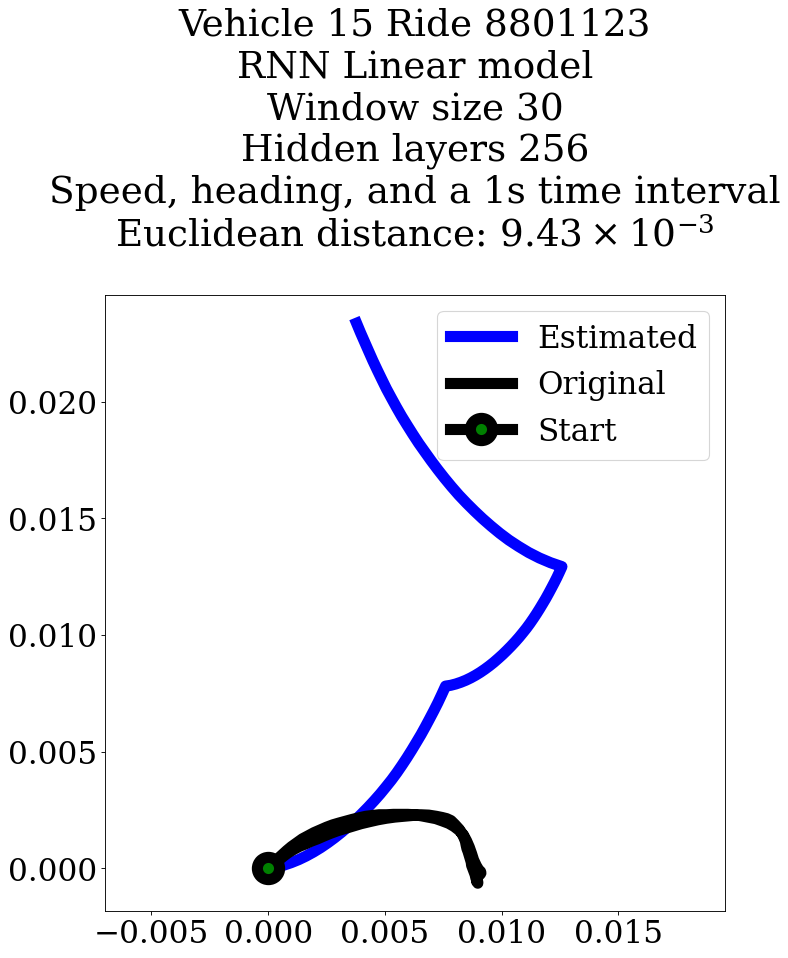 Vehicle 15 Ride 8801123
RNN Linear model
Window size 30
Hidden layers 256
Speed, heading, and a 1s time interval
Euclidean distance: 9.43 × 10⁻³
Estimated
Original
Start
0.020
0.015
0.010
0.005
0.000
−0.005 0.000 0.005 0.010 0.015